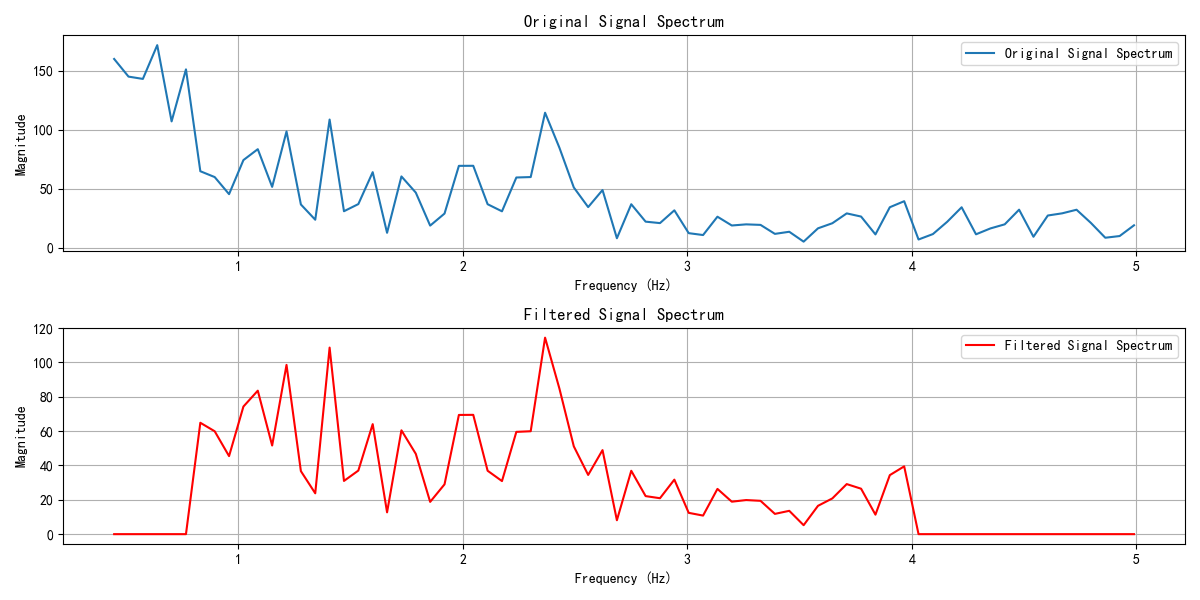 Original Signal Spectrum
Original Signal Spectrum
Magnitude
150
100
50
0
1 2 3 4 5
Frequency (Hz)
Filtered Signal Spectrum
Filtered Signal Spectrum
Magnitude
120
100
80
60
40
20
0
1 2 3 4 5
Frequency (Hz)